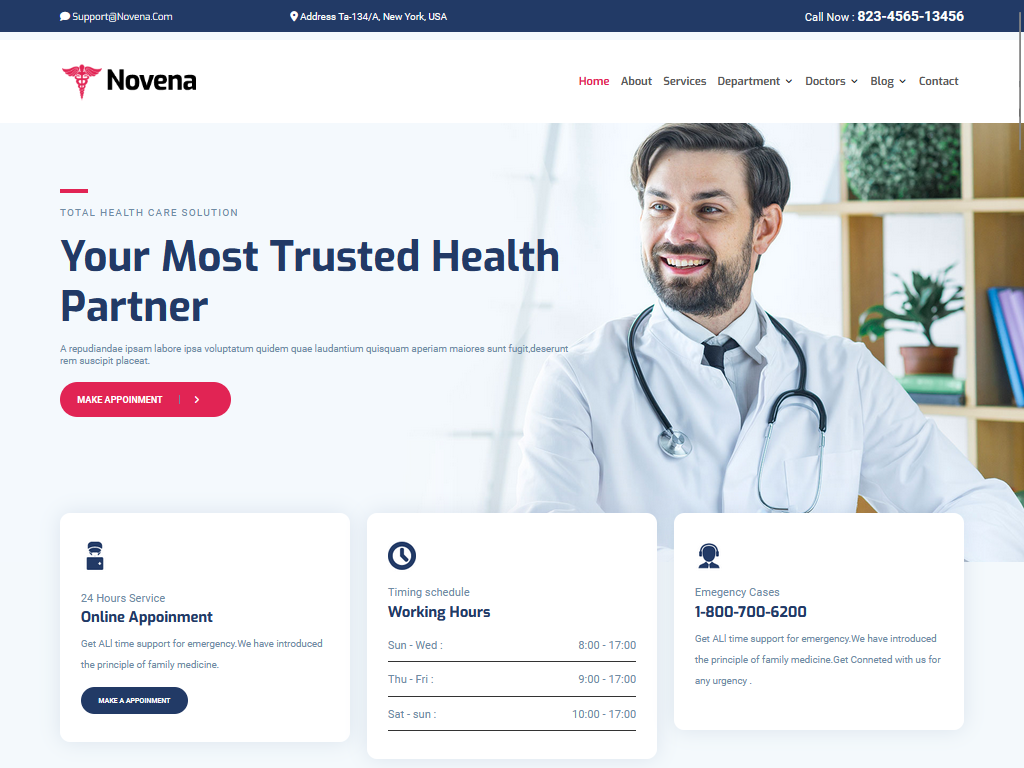 Support@Novena.Com
Address Ta-134/A, New York, USA
Call Now : 823-4565-13456
Novena
Home About Services Department Doctors Blog Contact
TOTAL HEALTH CARE SOLUTION
Your Most Trusted Health
Partner
A repudiandae ipsam labore ipsa voluptatum quidem quae laudantium quisquam aperiam maiores sunt fugit,deserunt
rem suscipit placeat.
MAKE APPOINMENT
24 Hours Service
Online Appoinment
Get ALl time support for emergency.We have introduced
the principle of family medicine.
MAKE A APPOINMENT
Timing schedule
Working Hours
Sun - Wed : 8:00 - 17:00
Thu - Fri : 9:00 - 17:00
Sat - sun : 10:00 - 17:00
Emegency Cases
1-800-700-6200
Get ALl time support for emergency.We have introduced
the principle of family medicine.Get Conneted with us for
any urgency .